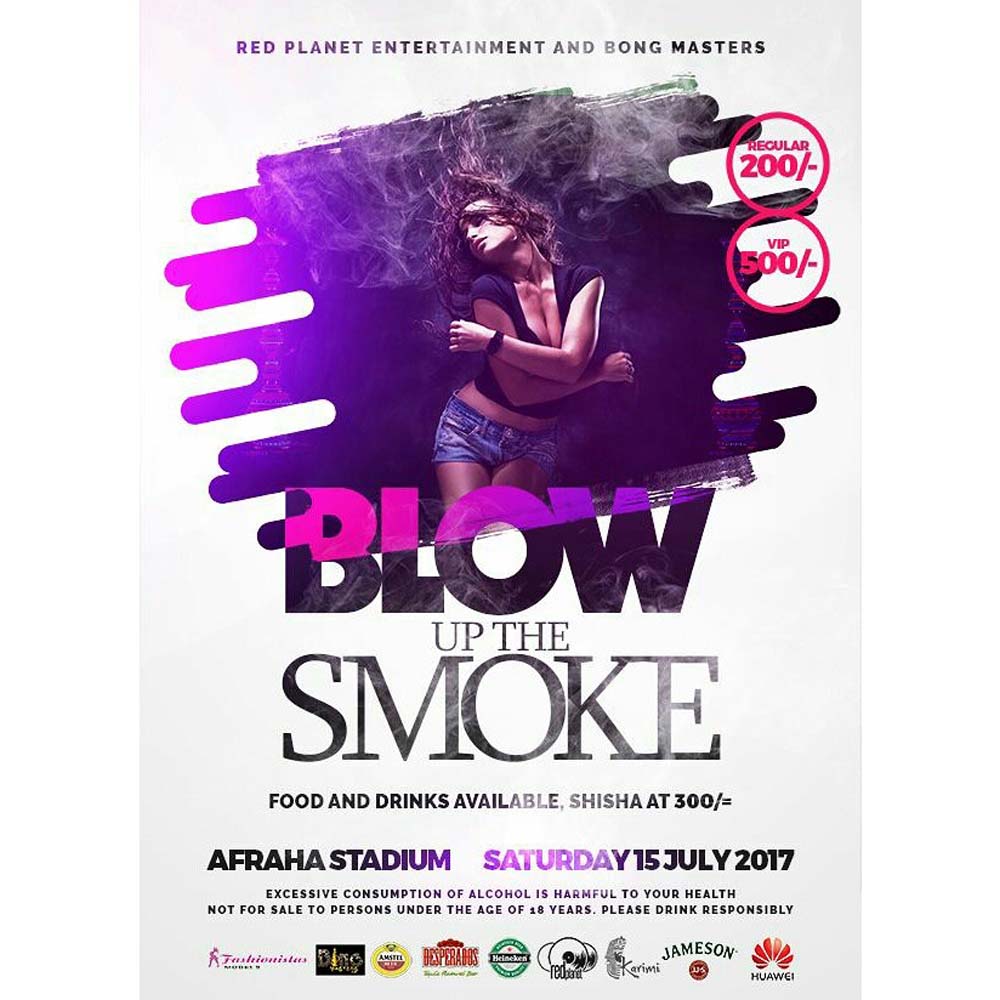 RED PLANET ENTERTAINMENT AND BONG MASTERS
REGULAR
200/-
VIP
500/-
BLOW
UP THE
SMOKE
FOOD AND DRINKS AVAILABLE, SHISHA AT 300/=
AFRAHA STADIUM SATURDAY 15 JULY 2017
EXCESSIVE CONSUMPTION OF ALCOHOL IS HARMFUL TO YOUR HEALTH
NOT FOR SALE TO PERSONS UNDER THE AGE OF 18 YEARS. PLEASE DRINK RESPONSIBLY
Fashionistas
MODELS
AMSTEL
DESPERADOS
Heineken
redplanet
Karimi
JAMESON
JJ&S
HUAWEI